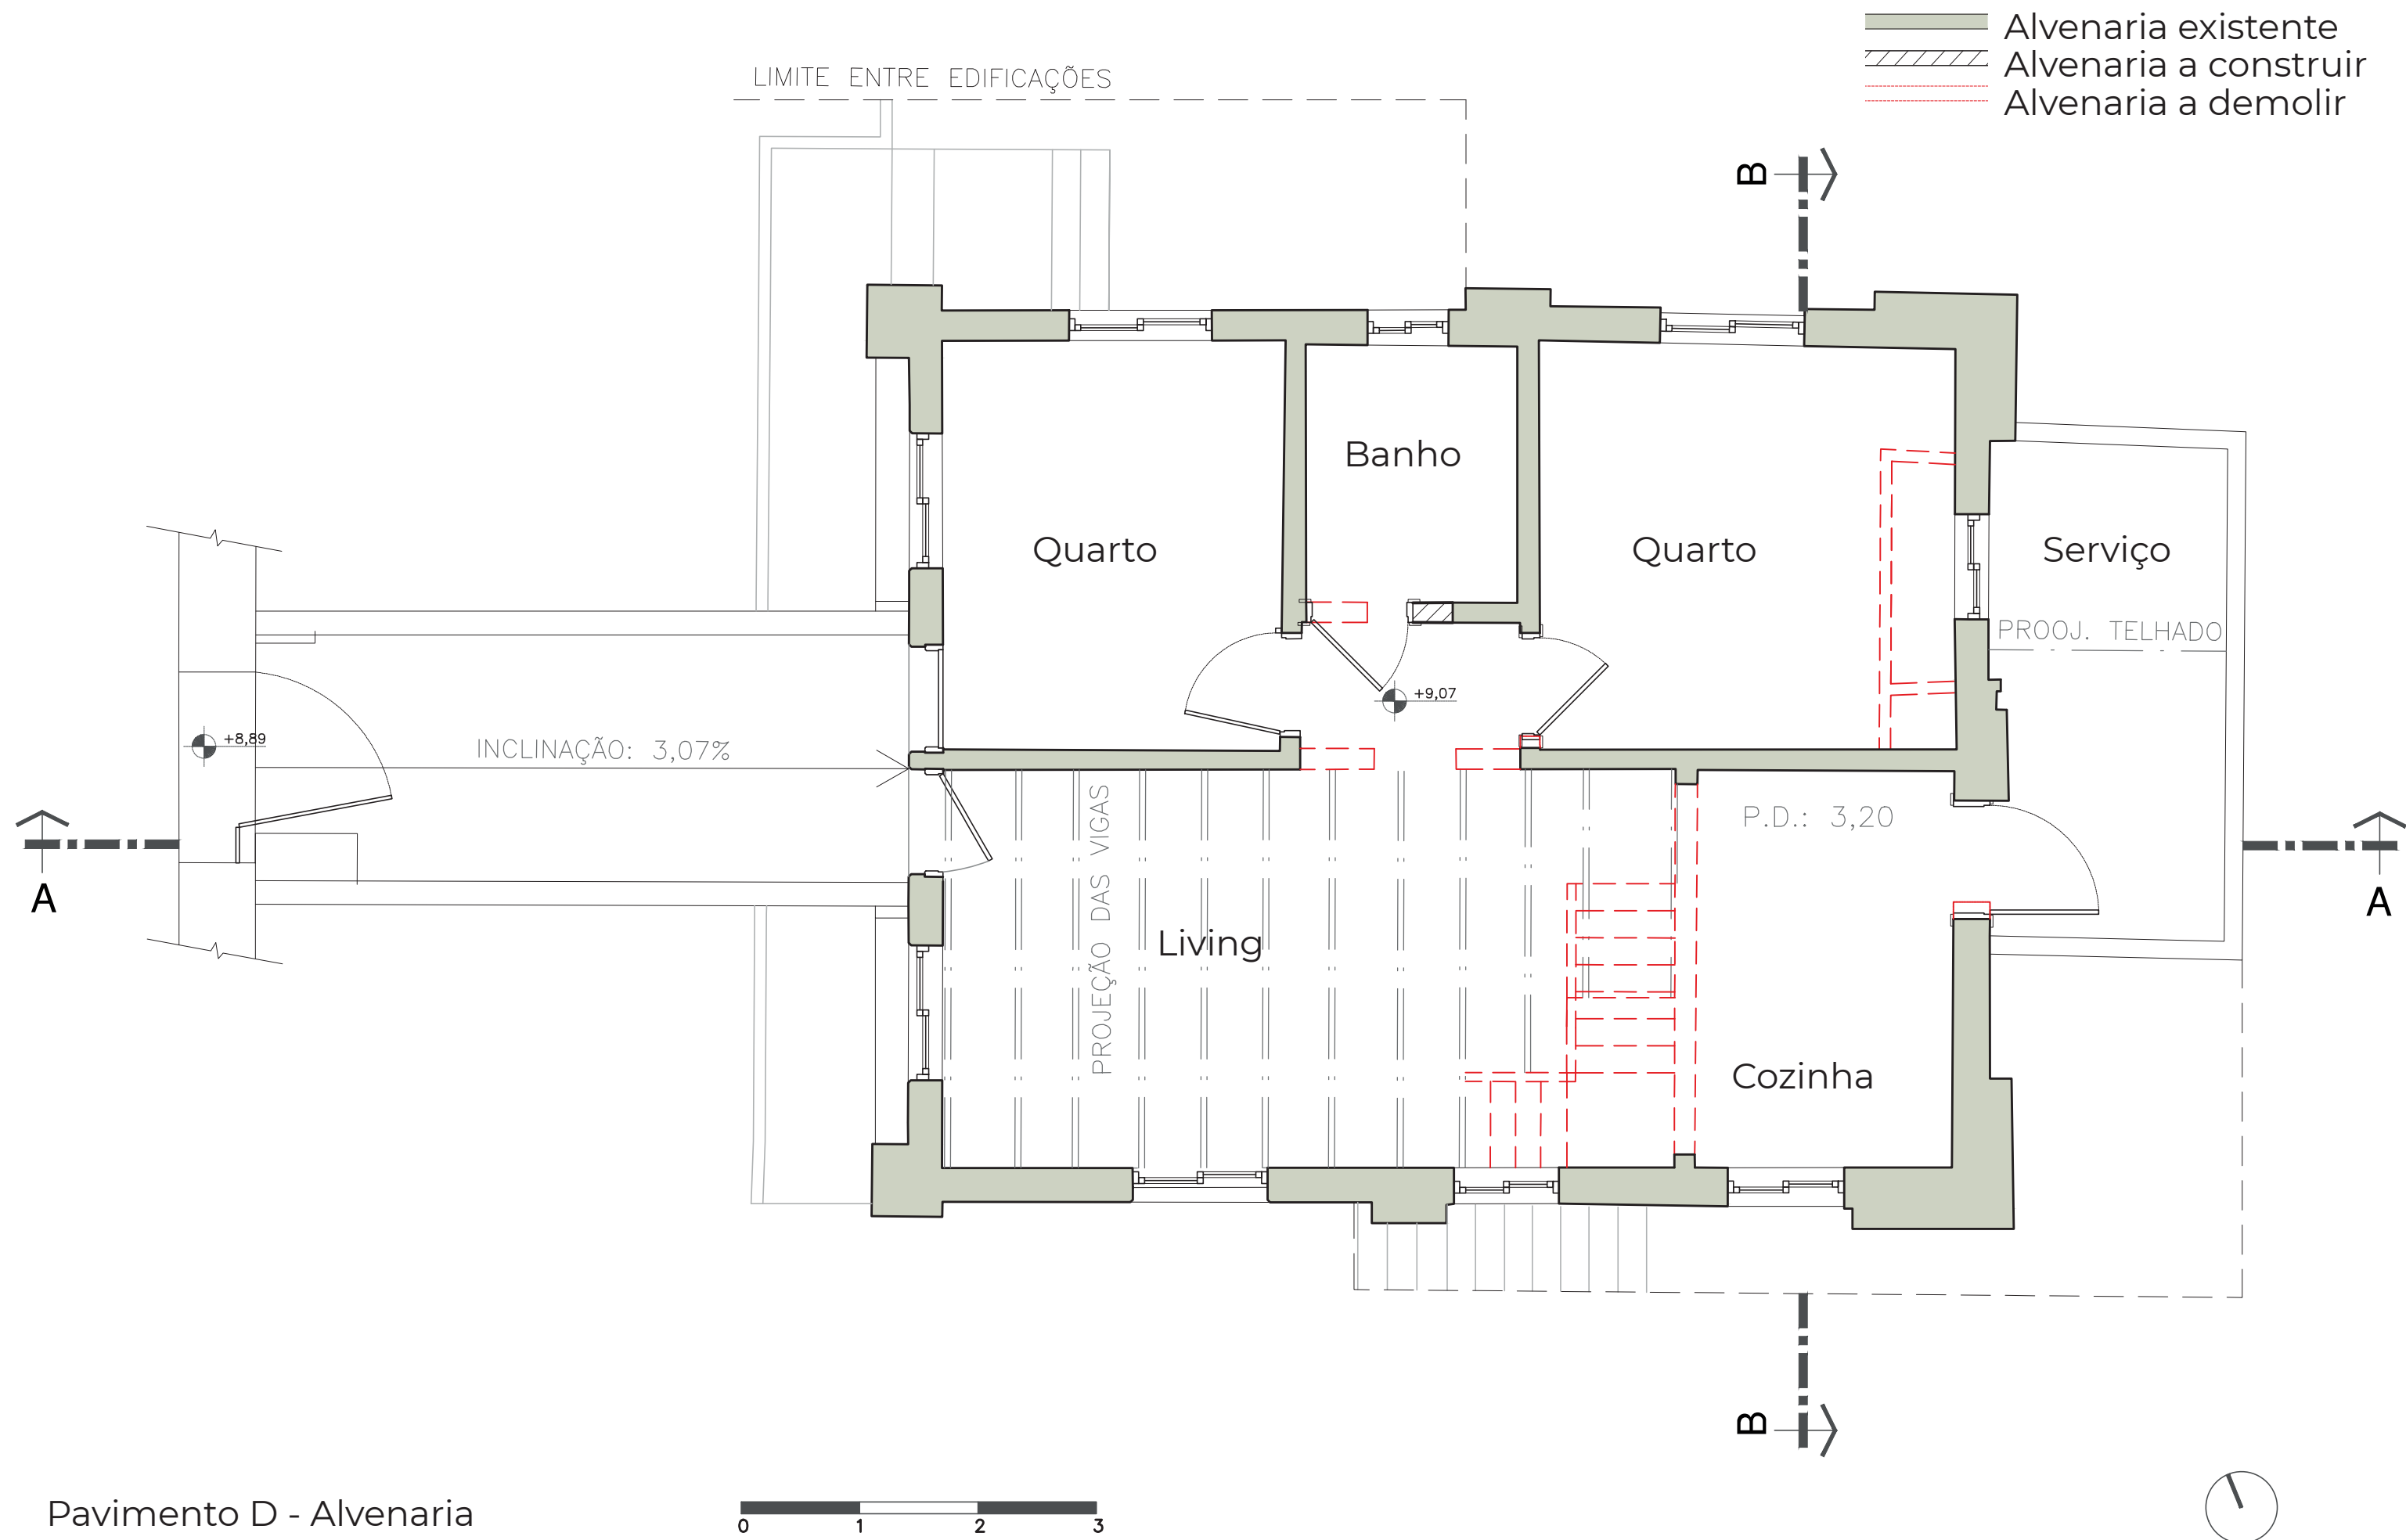 Alvenaria existente
Alvenaria a construir
Alvenaria a demolir
LIMITE ENTRE EDIFICAÇÕES
B
Banho
Quarto
Quarto
Serviço
PROOJ. TELHADO
+9,07
+8,89
INCLINAÇÃO: 3,07%
PROJEÇÃO DAS VIGAS
P.D.: 3,20
A
A
Living
Cozinha
B
Pavimento D - Alvenaria
0 1 2 3